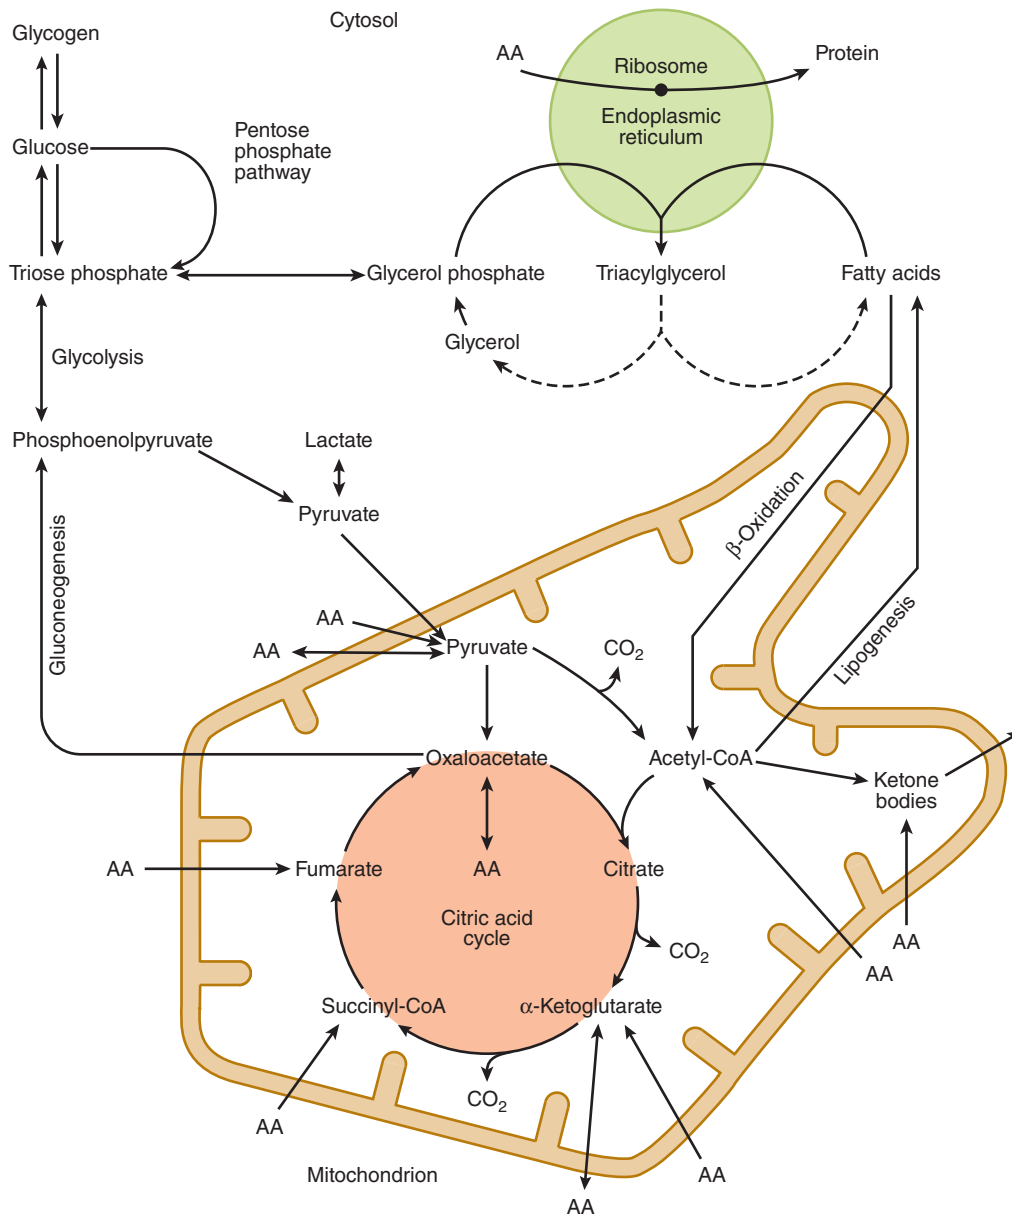 Cytosol
Glycogen
AA
Protein
Ribosome
Endoplasmic
reticulum
Glucose
Pentose
phosphate
pathway
Triose phosphate
Glycerol phosphate
Triacylglycerol
Fatty acids
Glycerol
Glycolysis
Phosphoenolpyruvate
Lactate
Pyruvate
β-Oxidation
Lipogenesis
Gluconeogenesis
AA
AA
Pyruvate
CO₂
Oxaloacetate
Acetyl-CoA
Ketone
bodies
AA
Fumarate
AA
Citrate
Citric acid
cycle
CO₂
AA
AA
Succinyl-CoA
α-Ketoglutarate
CO₂
AA
Mitochondrion
AA
AA